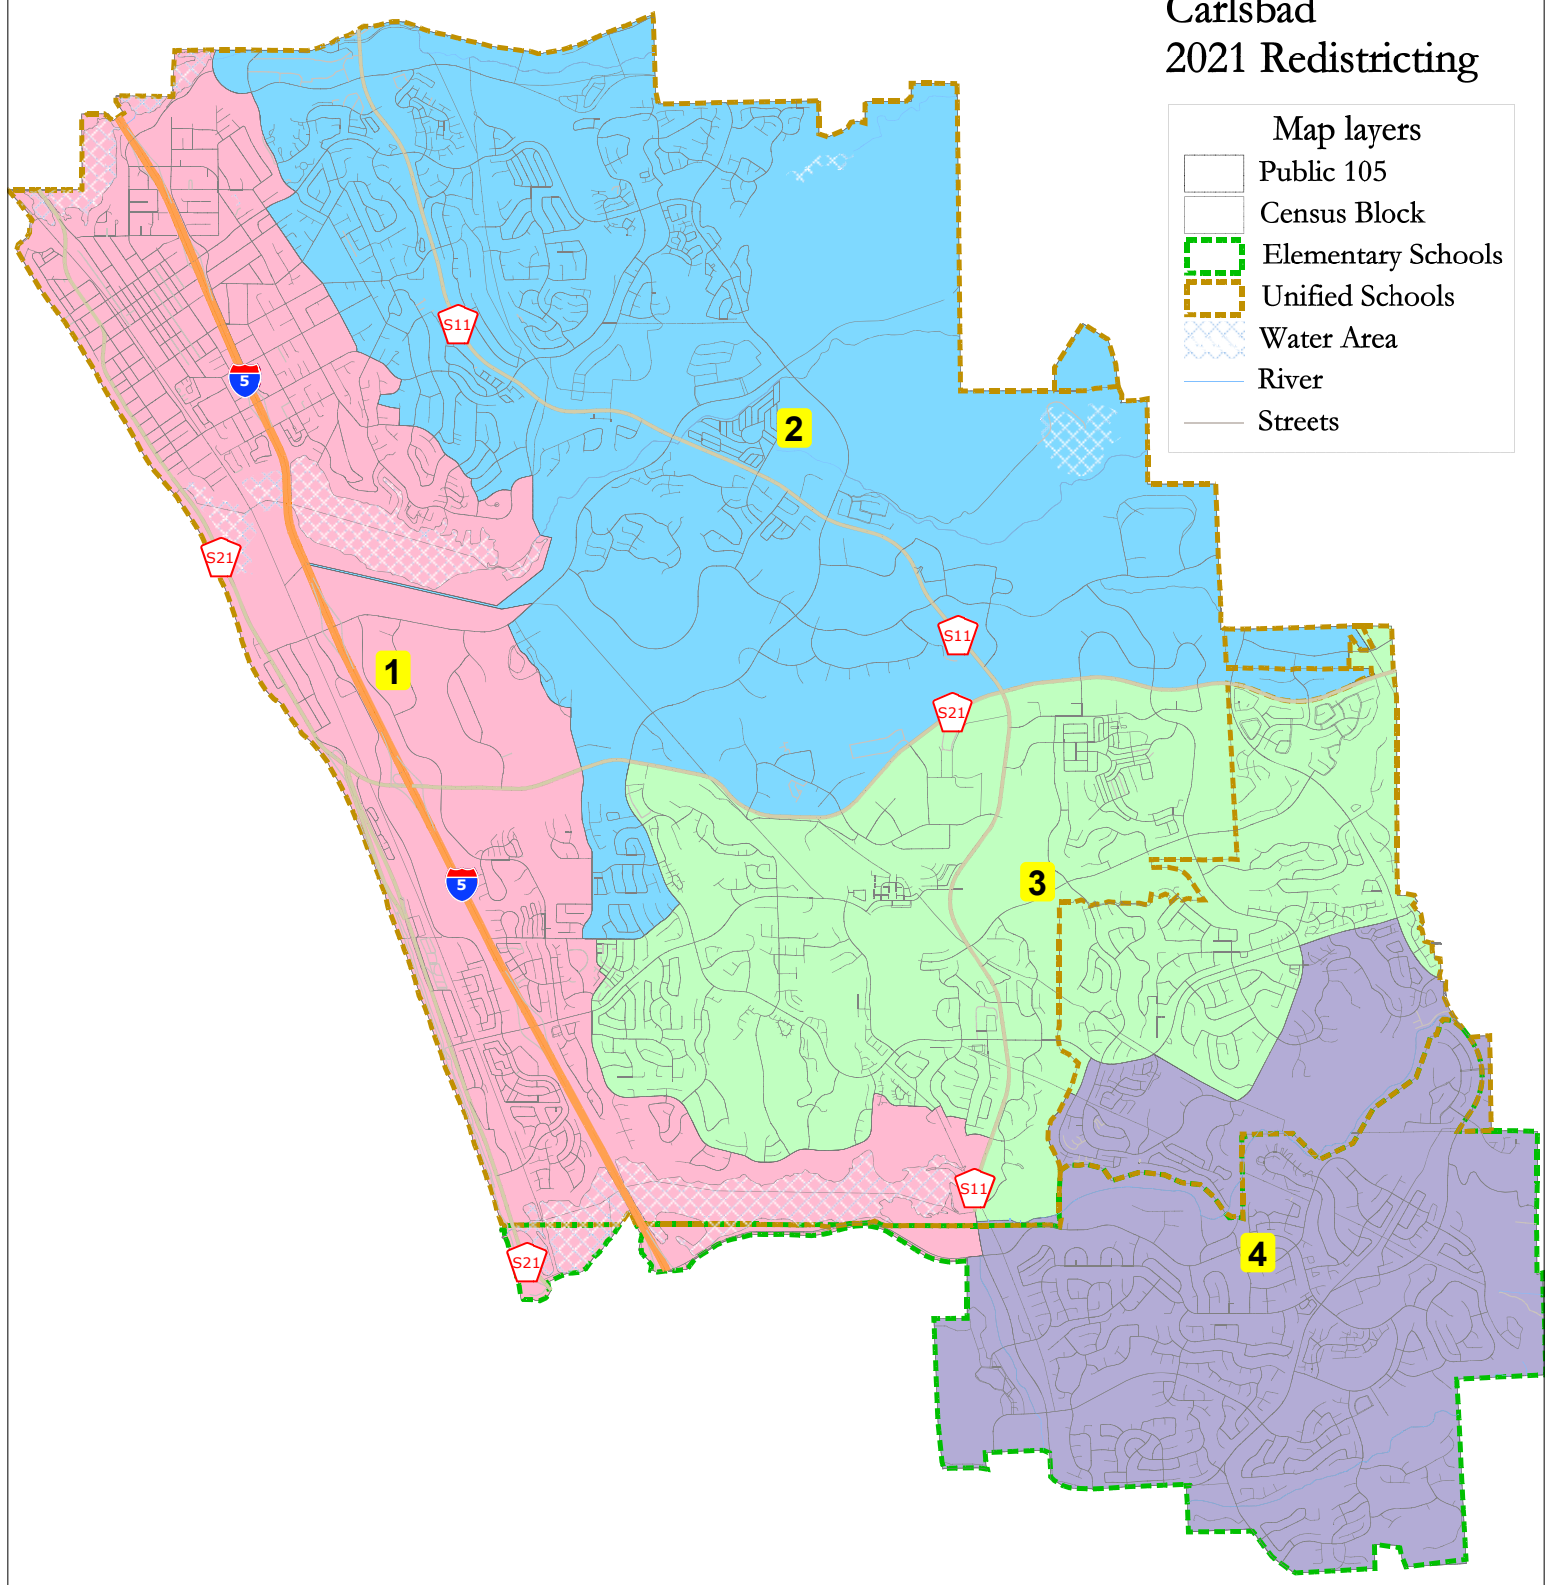 Carlsbad
2021 Redistricting
Map layers
Public 105
Census Block
Elementary Schools
Unified Schools
Water Area
River
Streets
S11
5
2
S21
S11
1
S21
3
5
S11
4
S21